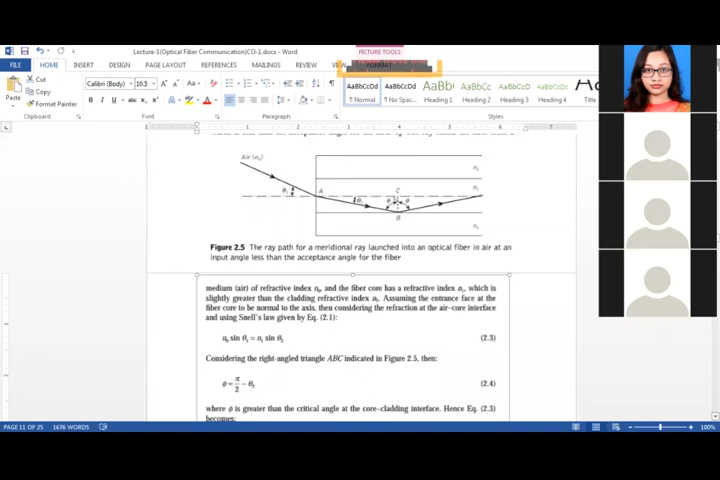 Lecture-1(Optical Fiber Communication)CO-1.docx - Word
PICTURE TOOLS
FILE
HOME
INSERT
DESIGN
PAGE LAYOUT
REFERENCES
MAILINGS
REVIEW
VIEW
FORMAT
Cut
Copy
Format Painter
Paste
Clipboard
Calibri (Body)
10.5
Font
Paragraph
AaBbCcDd
¶ Normal
AaBbCcDd
¶ No Spac...
Heading 1
AaBbCc
Heading 2
AaBbCcD
Heading 3
AaBbCcD
Heading 4
Title
Styles
Air (n0)
n2
A
C
n1
θ1
θ2
ϕ ϕ
B
n2
Figure 2.5 The ray path for a meridional ray launched into an optical fiber in air at an
input angle less than the acceptance angle for the fiber
medium (air) of refractive index n0, and the fiber core has a refractive index n1, which is
slightly greater than the cladding refractive index n2. Assuming the entrance face at the
fiber core to be normal to the axis, then considering the refraction at the air–core interface
and using Snell's law given by Eq. (2.1):
n0 sin θ1 = n1 sin θ2 (2.3)
Considering the right-angled triangle ABC indicated in Figure 2.5, then:
ϕ = π/2 − θ2 (2.4)
where ϕ is greater than the critical angle at the core–cladding interface. Hence Eq. (2.3)
becomes:
PAGE 11 OF 25
1676 WORDS
100%